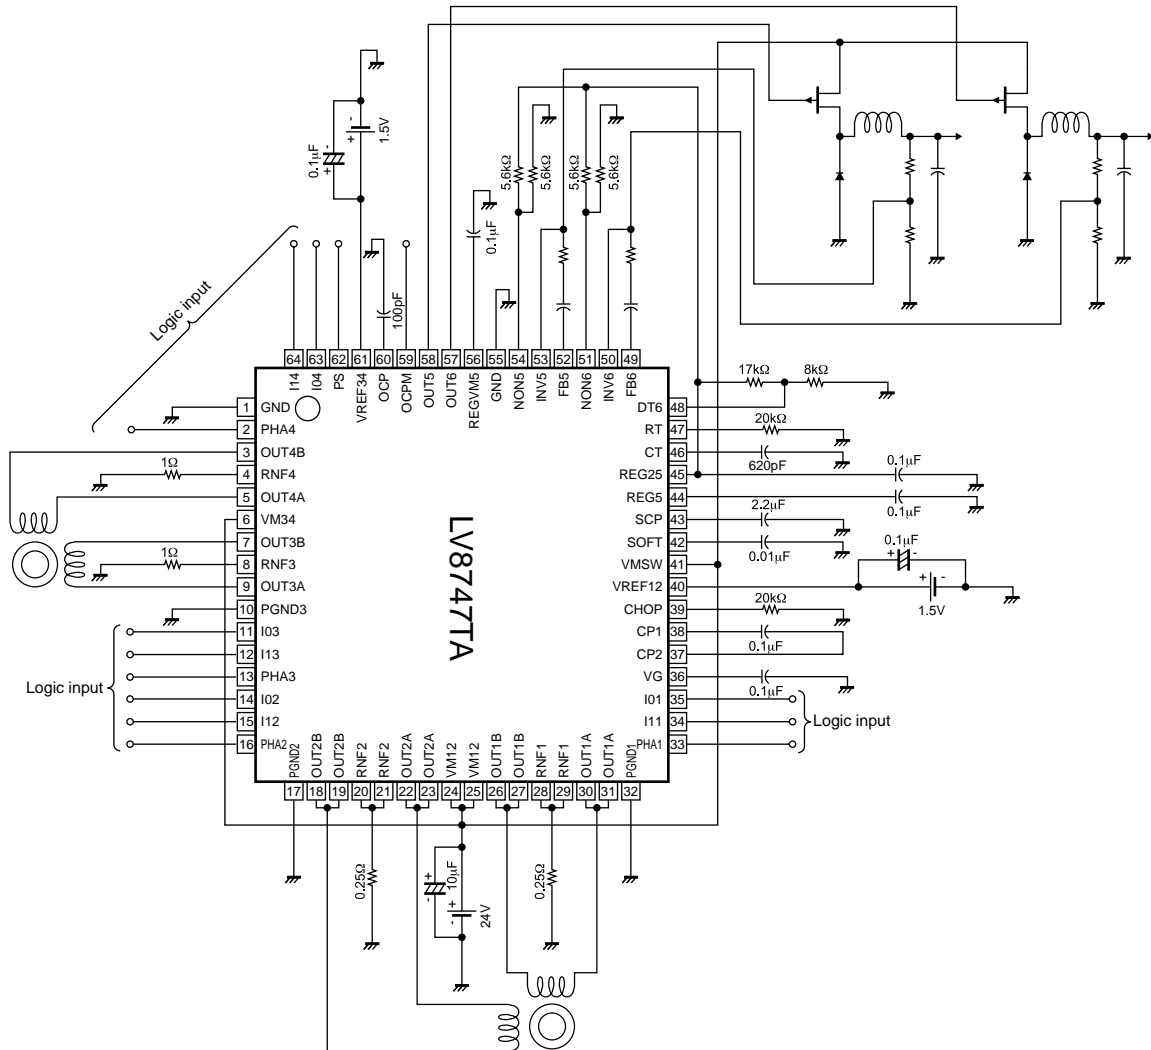 1.5V
0.1µF
- +
+ -
5.6kΩ
5.6kΩ
5.6kΩ
5.6kΩ
0.1µF
100pF
Logic input
64 63 62 61 60 59 58 57 56 55 54 53 52 51 50 49
I14 I04 PS VREF34 OCP OCPM OUT5 OUT6 REGVM5 GND NON5 INV5 FB5 NON6 INV6 FB6
17kΩ 8kΩ
1 GND
2 PHA4
3 OUT4B
4 RNF4
1Ω
5 OUT4A
6 VM34
7 OUT3B
8 RNF3
1Ω
9 OUT3A
10 PGND3
11 I03
12 I13
13 PHA3
14 I02
15 I12
16 PHA2
Logic input
LV8747TA
DT6 48
RT 47
20kΩ
CT 46
620pF
REG25 45
0.1µF
REG5 44
0.1µF
SCP 43
2.2µF
SOFT 42
0.01µF
VMSW 41
0.1µF
+ -
VREF12 40
+ -
1.5V
CHOP 39
20kΩ
CP1 38
0.1µF
CP2 37
VG 36
0.1µF
I01 35
I11 34
PHA1 33
Logic input
PGND2 OUT2B OUT2B RNF2 RNF2 OUT2A OUT2A VM12 VM12 OUT1B OUT1B RNF1 RNF1 OUT1A OUT1A PGND1
17 18 19 20 21 22 23 24 25 26 27 28 29 30 31 32
0.25Ω
+ -
10µF
+ -
24V
0.25Ω